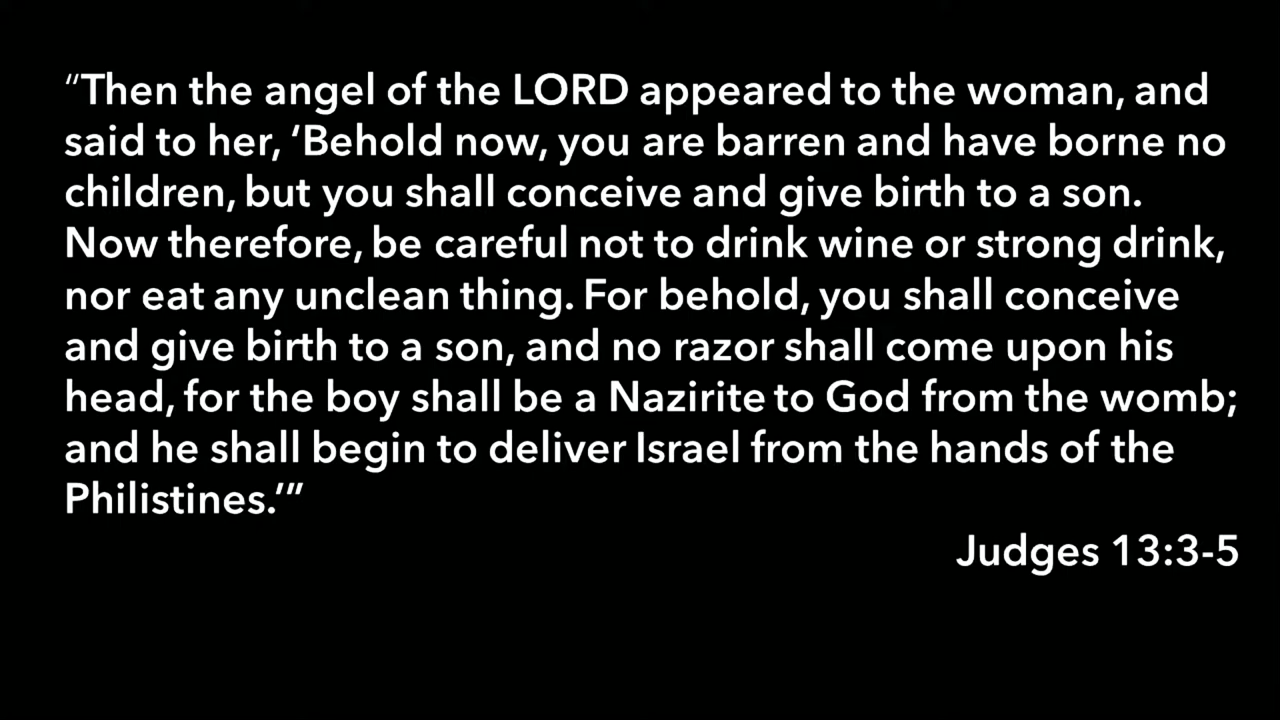 “Then the angel of the LORD appeared to the woman, and
said to her, ‘Behold now, you are barren and have borne no
children, but you shall conceive and give birth to a son.
Now therefore, be careful not to drink wine or strong drink,
nor eat any unclean thing. For behold, you shall conceive
and give birth to a son, and no razor shall come upon his
head, for the boy shall be a Nazirite to God from the womb;
and he shall begin to deliver Israel from the hands of the
Philistines.’”
Judges 13:3-5